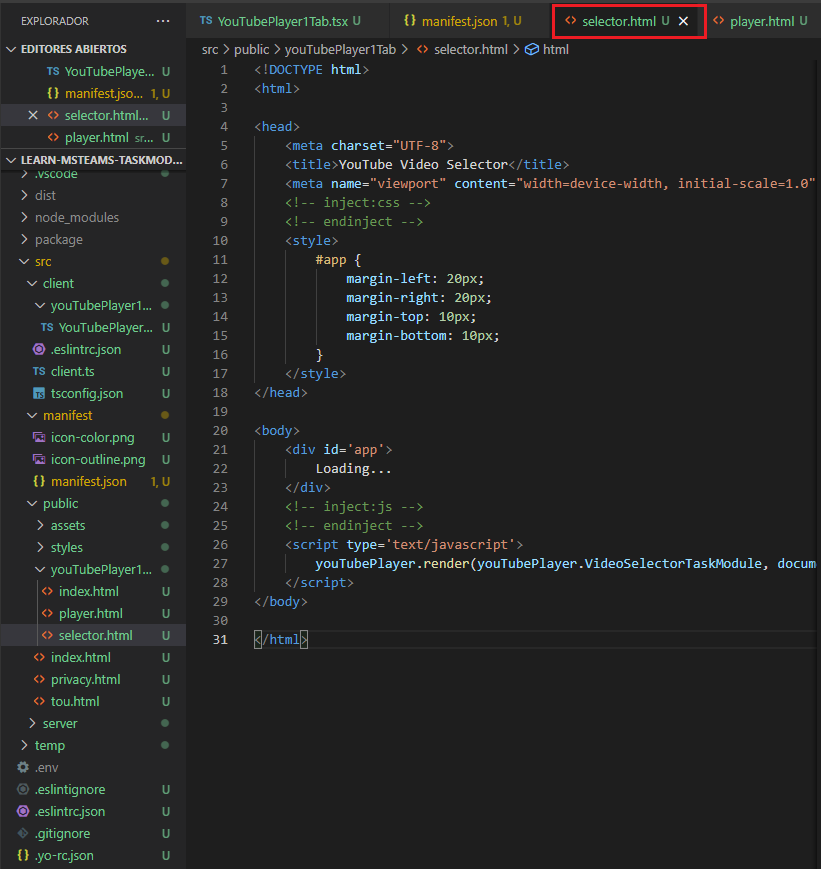 EXPLORADOR ···
EDITORES ABIERTOS
TS YouTubePlaye... U
{} manifest.jso... 1, U
<> selector.html... U
<> player.html sr... U
LEARN-MSTEAMS-TASKMOD...
.vscode
dist
node_modules
package
src
client
youTubePlayer1...
TS YouTubePlayer... U
.eslintrc.json U
TS client.ts U
TS tsconfig.json U
manifest
icon-color.png U
icon-outline.png U
{} manifest.json 1, U
public
assets
styles
youTubePlayer1...
<> index.html U
<> player.html U
<> selector.html U
<> index.html U
<> privacy.html U
<> tou.html U
server
temp
.env
.eslintignore U
.eslintrc.json U
.gitignore U
{} .yo-rc.json U
TS YouTubePlayer1Tab.tsx U {} manifest.json 1, U <> selector.html U <> player.html U
src > public > youTubePlayer1Tab > <> selector.html > html
1 <!DOCTYPE html>
2 <html>
3
4 <head>
5 <meta charset="UTF-8">
6 <title>YouTube Video Selector</title>
7 <meta name="viewport" content="width=device-width, initial-scale=1.0"
8 <!-- inject:css -->
9 <!-- endinject -->
10 <style>
11 #app {
12 margin-left: 20px;
13 margin-right: 20px;
14 margin-top: 10px;
15 margin-bottom: 10px;
16 }
17 </style>
18 </head>
19
20 <body>
21 <div id='app'>
22 Loading...
23 </div>
24 <!-- inject:js -->
25 <!-- endinject -->
26 <script type='text/javascript'>
27 youTubePlayer.render(youTubePlayer.VideoSelectorTaskModule, docum
28 </script>
29 </body>
30
31 </html>